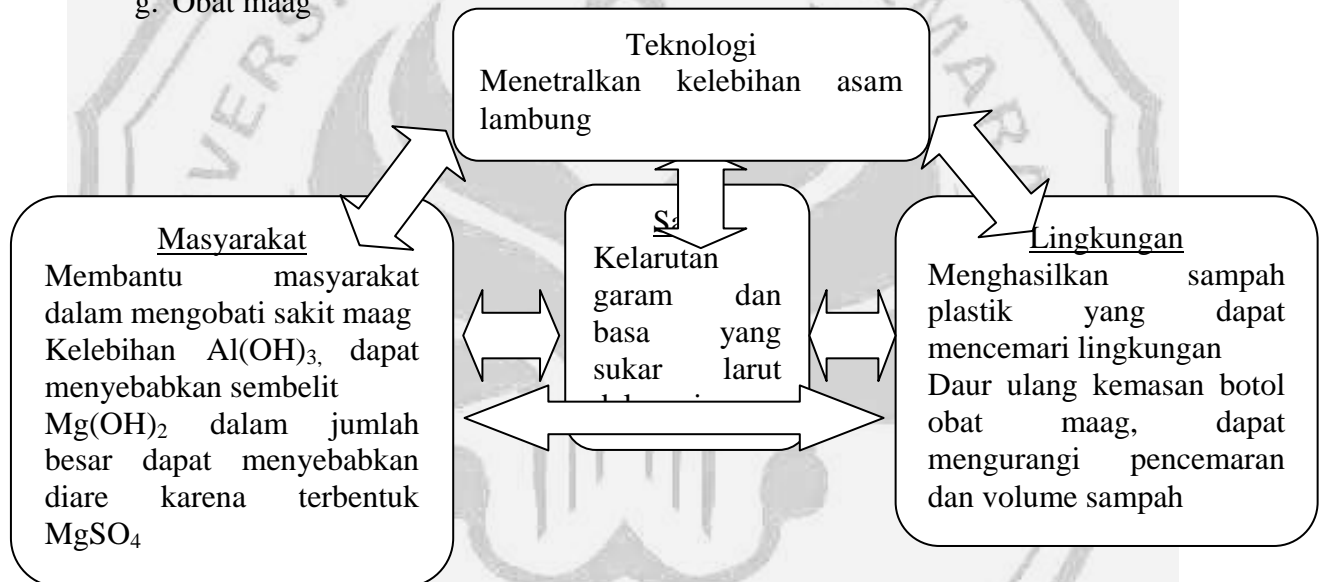 g. Obat maag
Teknologi
Menetralkan kelebihan asam
lambung
Masyarakat
Membantu masyarakat
dalam mengobati sakit maag
Kelebihan Al(OH)₃, dapat
menyebabkan sembelit
Mg(OH)₂ dalam jumlah
besar dapat menyebabkan
diare karena terbentuk
MgSO₄
Kelarutan
garam dan
basa yang
sukar larut
Lingkungan
Menghasilkan sampah
plastik yang dapat
mencemari lingkungan
Daur ulang kemasan botol
obat maag, dapat
mengurangi pencemaran
dan volume sampah